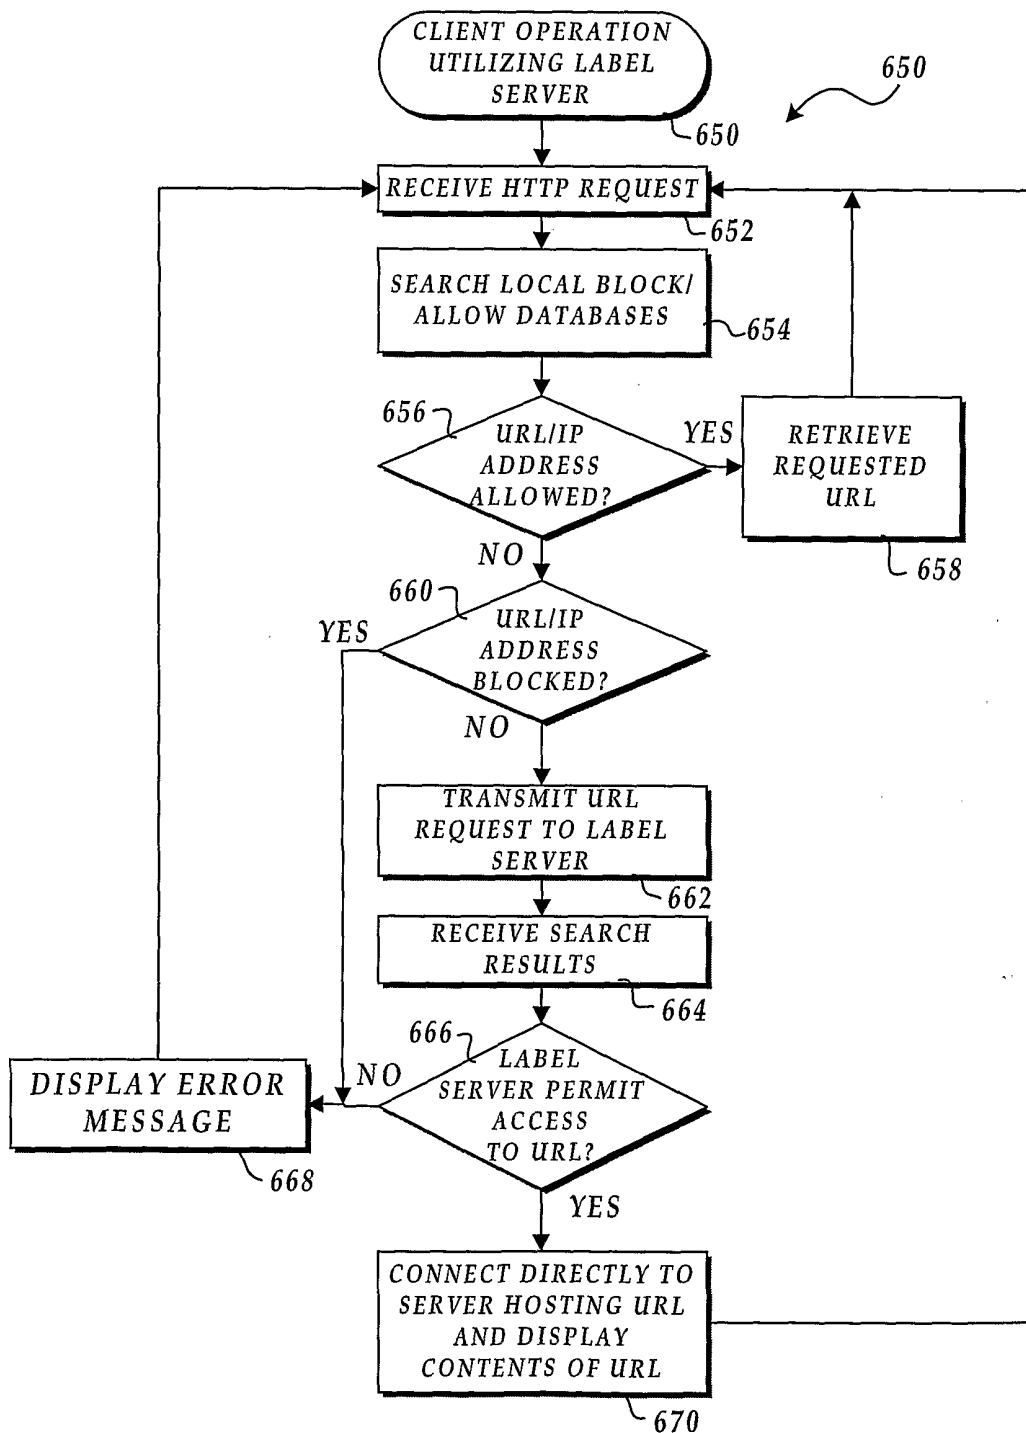 CLIENT OPERATION
UTILIZING LABEL
SERVER
650
650
RECEIVE HTTP REQUEST
652
SEARCH LOCAL BLOCK/
ALLOW DATABASES
654
656
URL/IP
ADDRESS
ALLOWED?
YES
RETRIEVE
REQUESTED
URL
658
NO
660
URL/IP
ADDRESS
BLOCKED?
YES
NO
TRANSMIT URL
REQUEST TO LABEL
SERVER
662
RECEIVE SEARCH
RESULTS
664
666
LABEL
SERVER PERMIT
ACCESS
TO URL?
NO
DISPLAY ERROR
MESSAGE
668
YES
CONNECT DIRECTLY TO
SERVER HOSTING URL
AND DISPLAY
CONTENTS OF URL
670